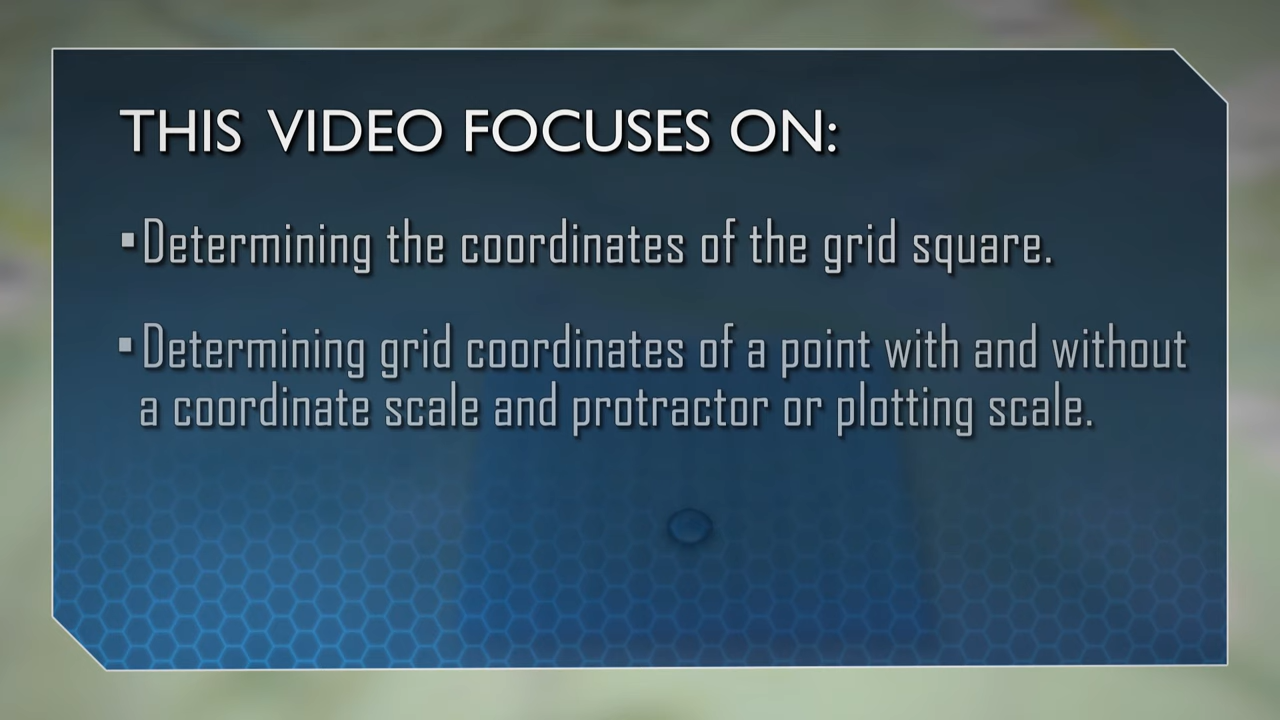 THIS VIDEO FOCUSES ON:
▪Determining the coordinates of the grid square.
▪Determining grid coordinates of a point with and without
a coordinate scale and protractor or plotting scale.